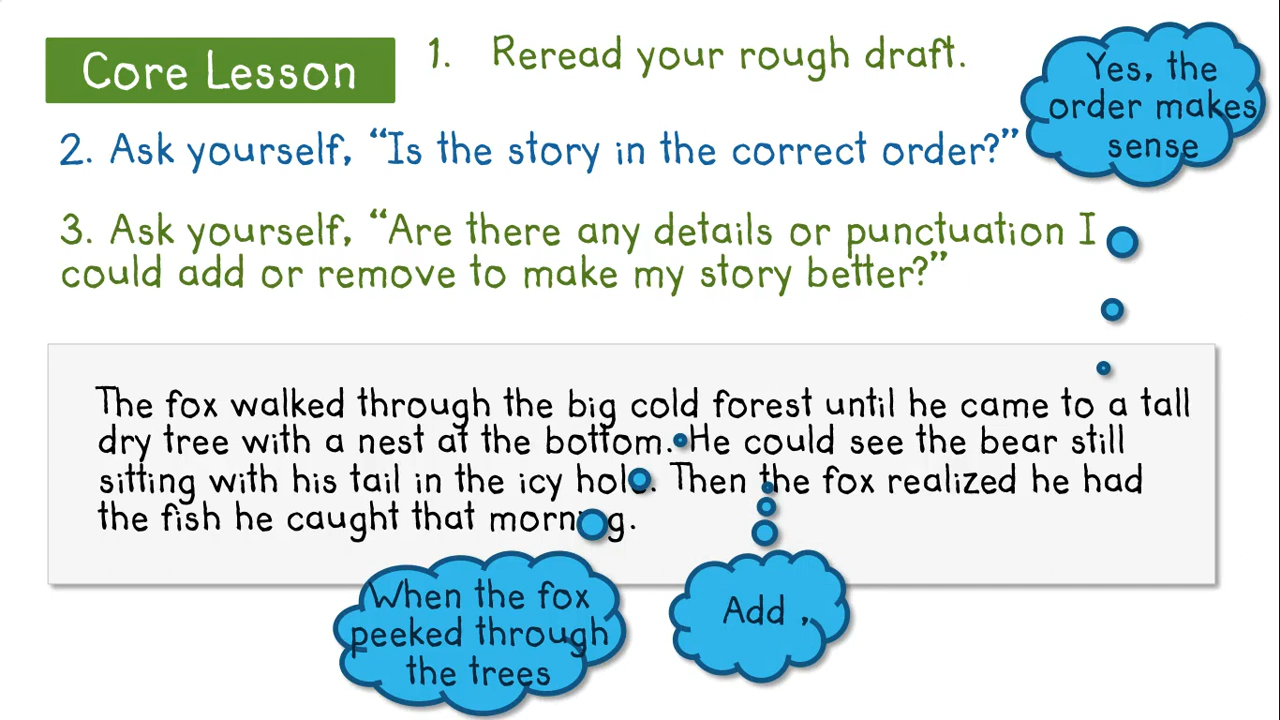 Core Lesson
1. Reread your rough draft.
2. Ask yourself, “Is the story in the correct order?”
3. Ask yourself, “Are there any details or punctuation I
could add or remove to make my story better?”
Yes, the
order makes
sense
The fox walked through the big cold forest until he came to a tall
dry tree with a nest at the bottom. He could see the bear still
sitting with his tail in the icy hole. Then the fox realized he had
the fish he caught that morning.
When the fox
peeked through
the trees
Add ,